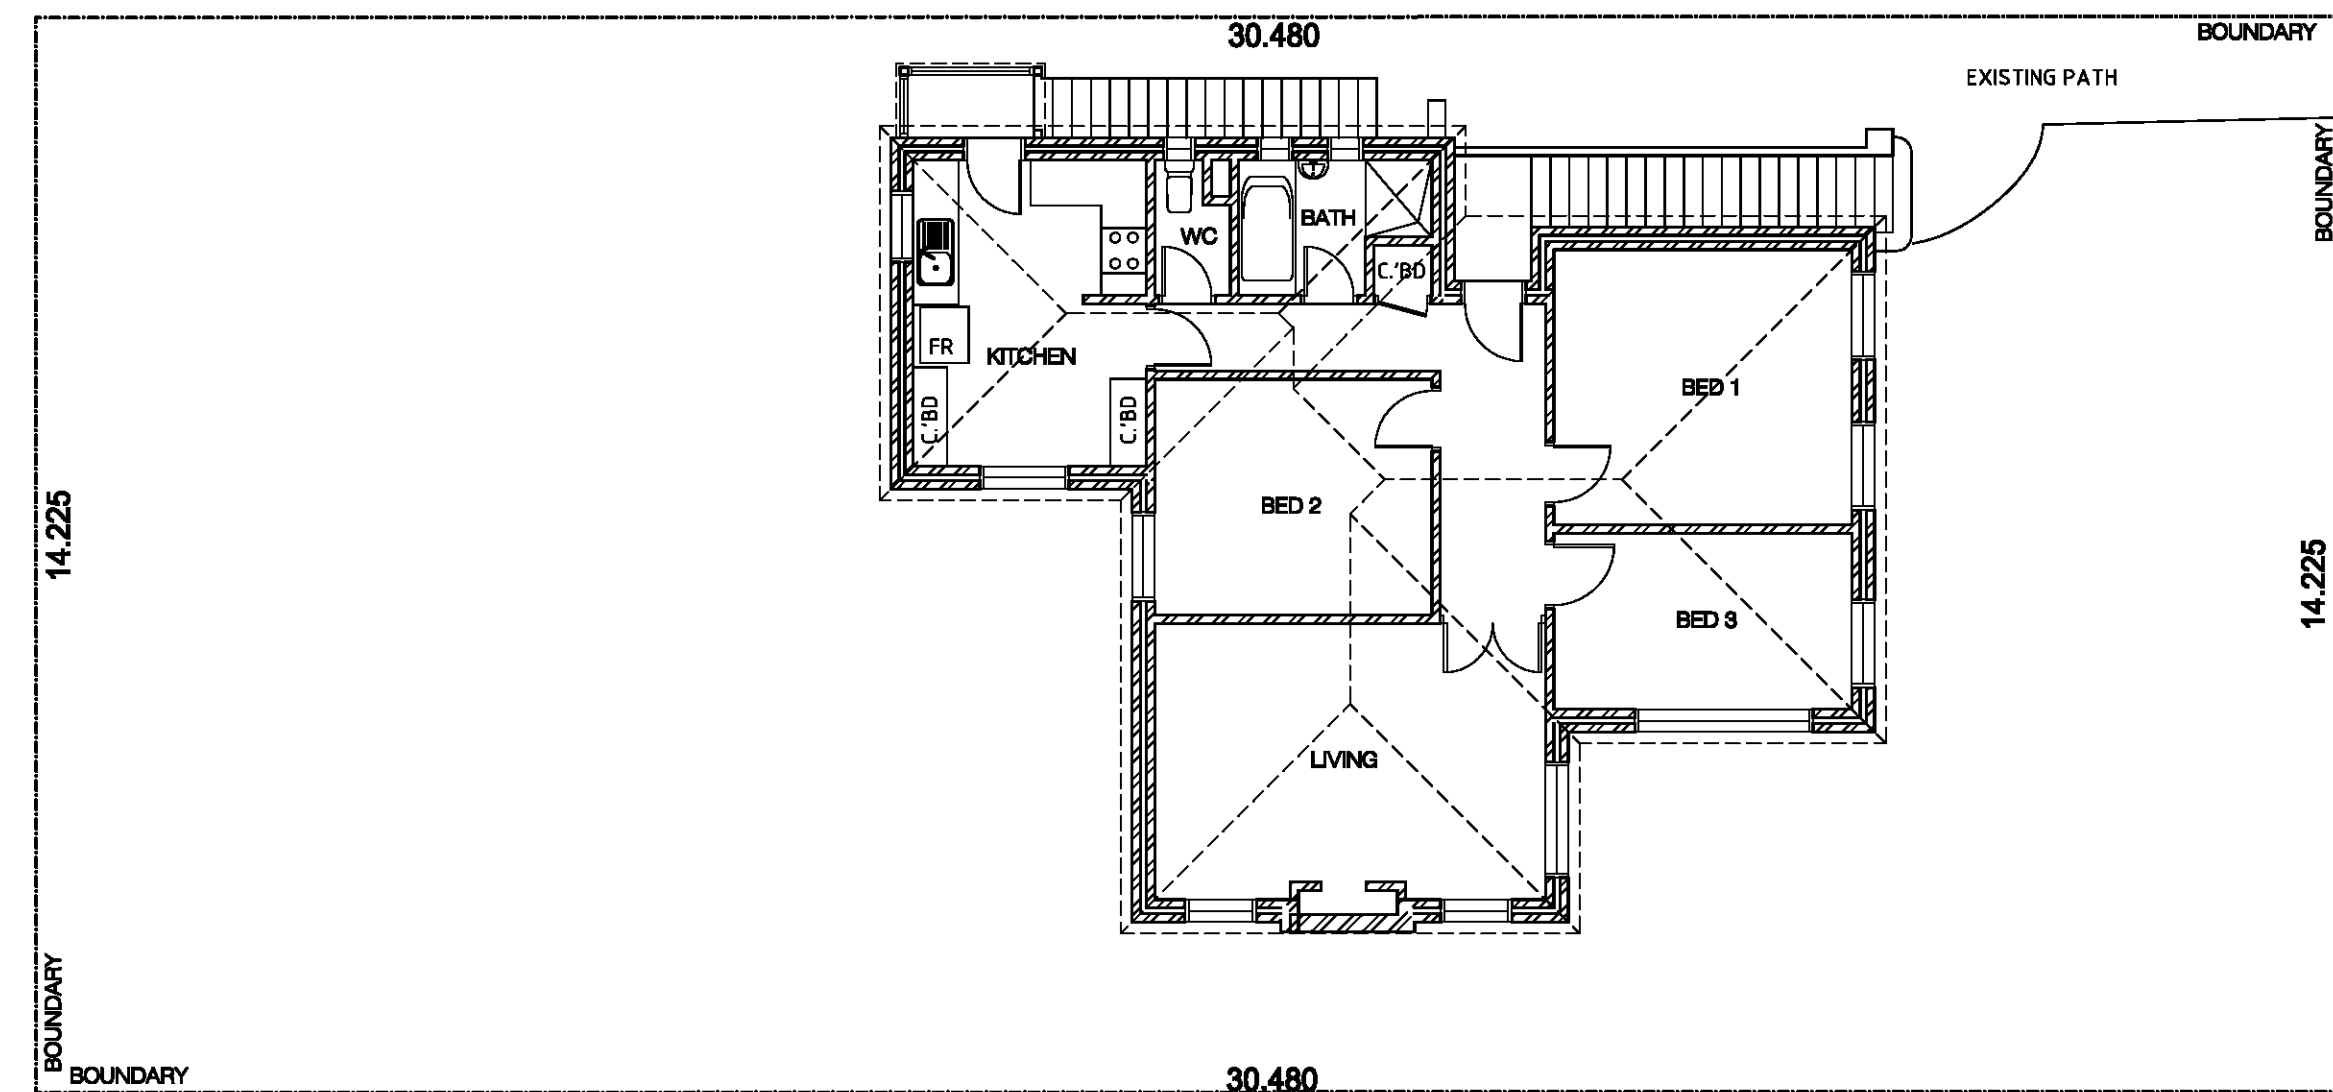 30.480
BOUNDARY
EXISTING PATH
BOUNDARY
BATH
WC
C.'BD
FR
KITCHEN
BED 1
C.'BD
C.'BD
BED 2
14.225
14.225
BED 3
LIVING
BOUNDARY
BOUNDARY
30.480